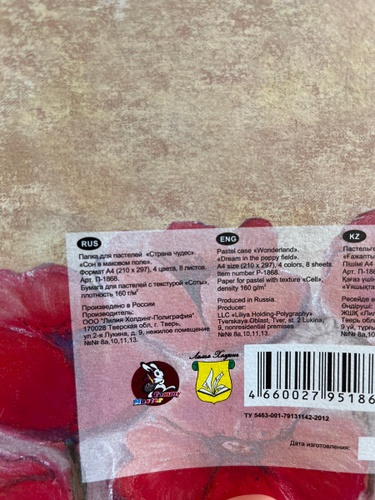 RUS
Папка для пастелей «Страна чудес»
«Сон в маковом поле».
Формат А4 (210 x 297), 4 цвета, 8 листов.
Арт. П-1868.
Бумага для пастелей с текстурой «Соты»,
плотность 160 г/м²
Произведено в России
Производитель:
ООО "Лилия Холдинг-Полиграфия"
170028 Тверская обл, г. Тверь,
ул 2-я Лукина, д. 9, нежилое помещение
№№ 8а,10,11,13.
ENG
Pastel case «Wonderland».
«Dream in the poppy field».
A4 size (210 x 297), 4 colors, 8 sheets
Item number P-1868.
Paper for pastel with texture «Cell»,
density 160 g/m²
Produced in Russia.
Producer:
LLC «Liliya Holding-Polygraphy»
Tverskaya Oblast, Tver, st. 2 Lukina,
9, nonresidential premises
№№ 8a,10,11,13.
KZ
4 660027 95186
ТУ 5463-001-79131142-2012
Дата изготовления: